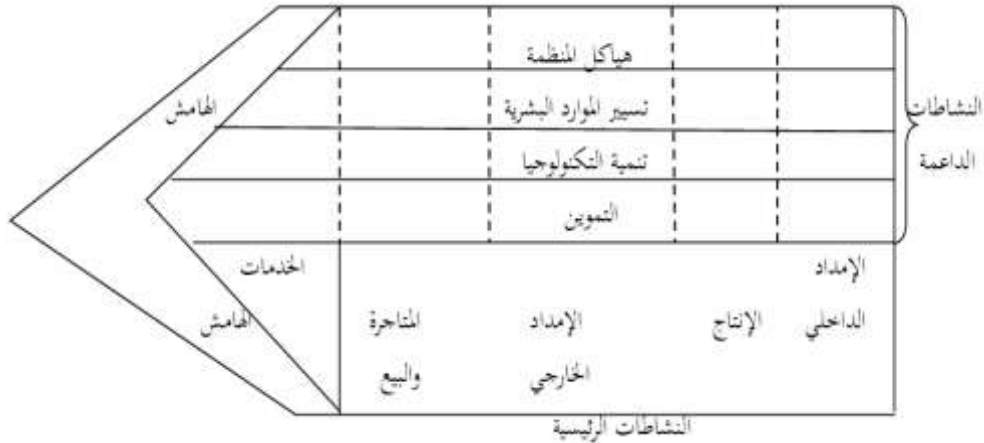 هياكل المنظمة
تسيير الموارد البشرية
تنمية التكنولوجيا
التموين
النشاطات
الداعمة
الهامش
الإمداد
الداخلي
الإنتاج
الإمداد
الخارجي
المتاجرة
والبيع
الخدمات
الهامش
النشاطات الرئيسية